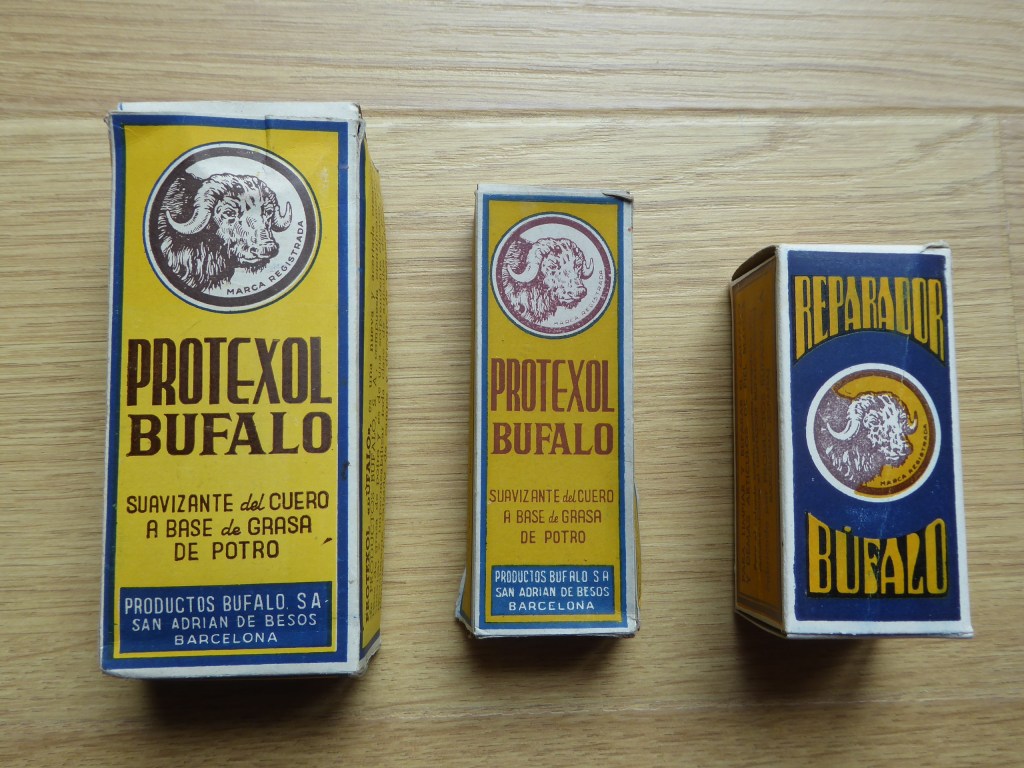 MARCA REGISTRADA
PROTEXOL
BUFALO
SUAVIZANTE del CUERO
A BASE de GRASA
DE POTRO
PRODUCTOS BUFALO. S A
SAN ADRIAN DE BESOS
BARCELONA
PROTEXOL «BUFALO»
MARCA REGISTRADA
PROTEXOL
BUFALO
SUAVIZANTE del CUERO
A BASE de GRASA
DE POTRO
PRODUCTOS BUFALO S A
SAN ADRIAN DE BESOS
BARCELONA
REPARADOR
MARCA REGISTRADA
BÚFALO